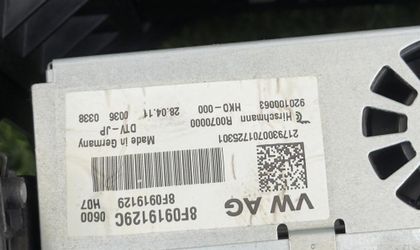 VW AG
8F0919129C 0600
8F0919129 H07
2179300701725301 Made in Germany
Hirschmann R0070000 DTV-JP
920100063 HKO-000 28.04.11 0036 0338